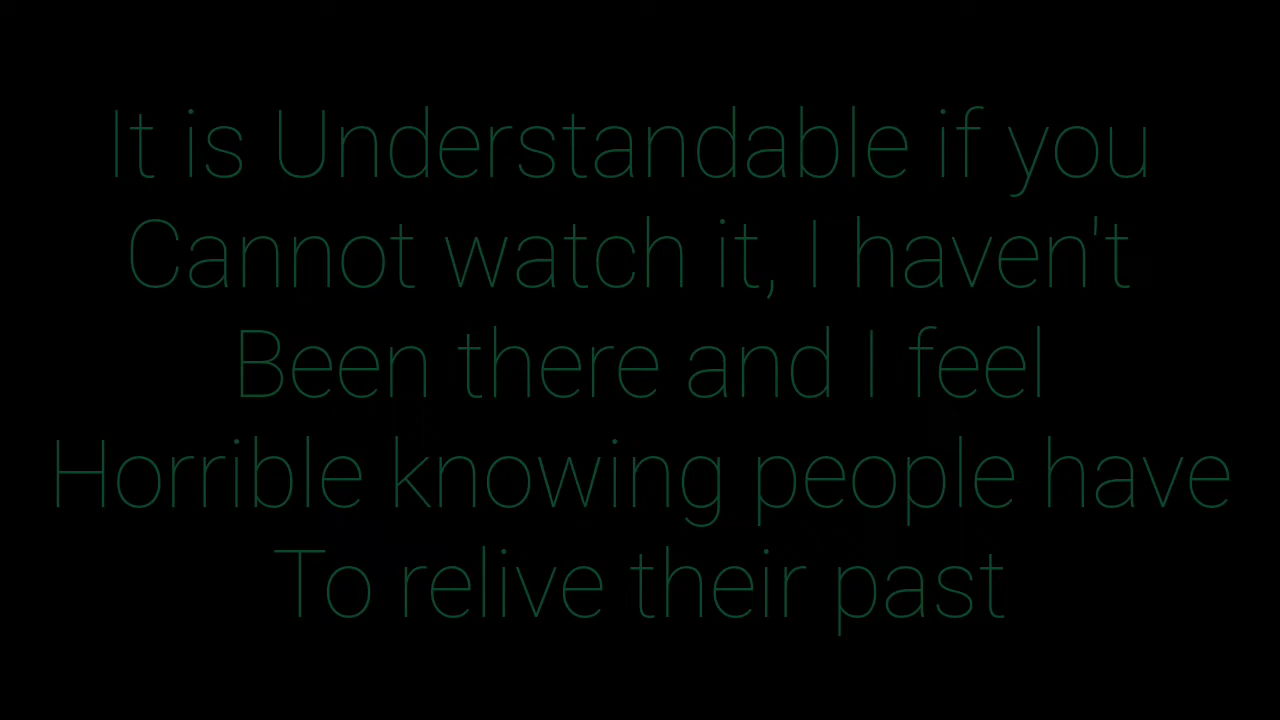 It is Understandable if you
Cannot watch it, I haven't
Been there and I feel
Horrible knowing people have
To relive their past